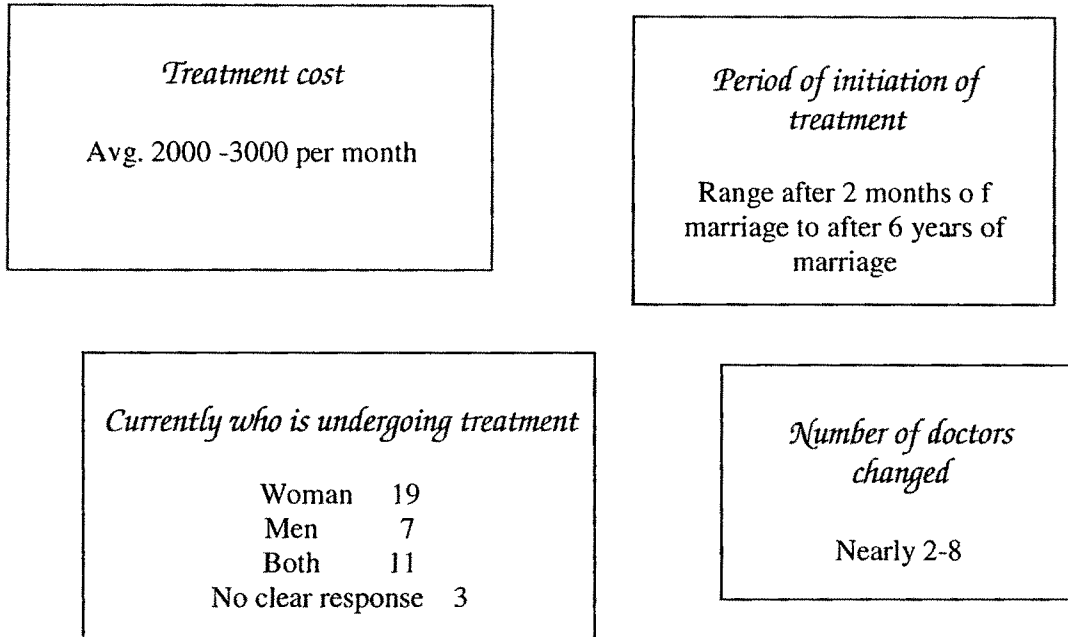 Treatment cost
Avg. 2000 -3000 per month
Period of initiation of
treatment
Range after 2 months o f
marriage to after 6 years of
marriage
Currently who is undergoing treatment
Woman 19
Men 7
Both 11
No clear response 3
Number of doctors
changed
Nearly 2-8